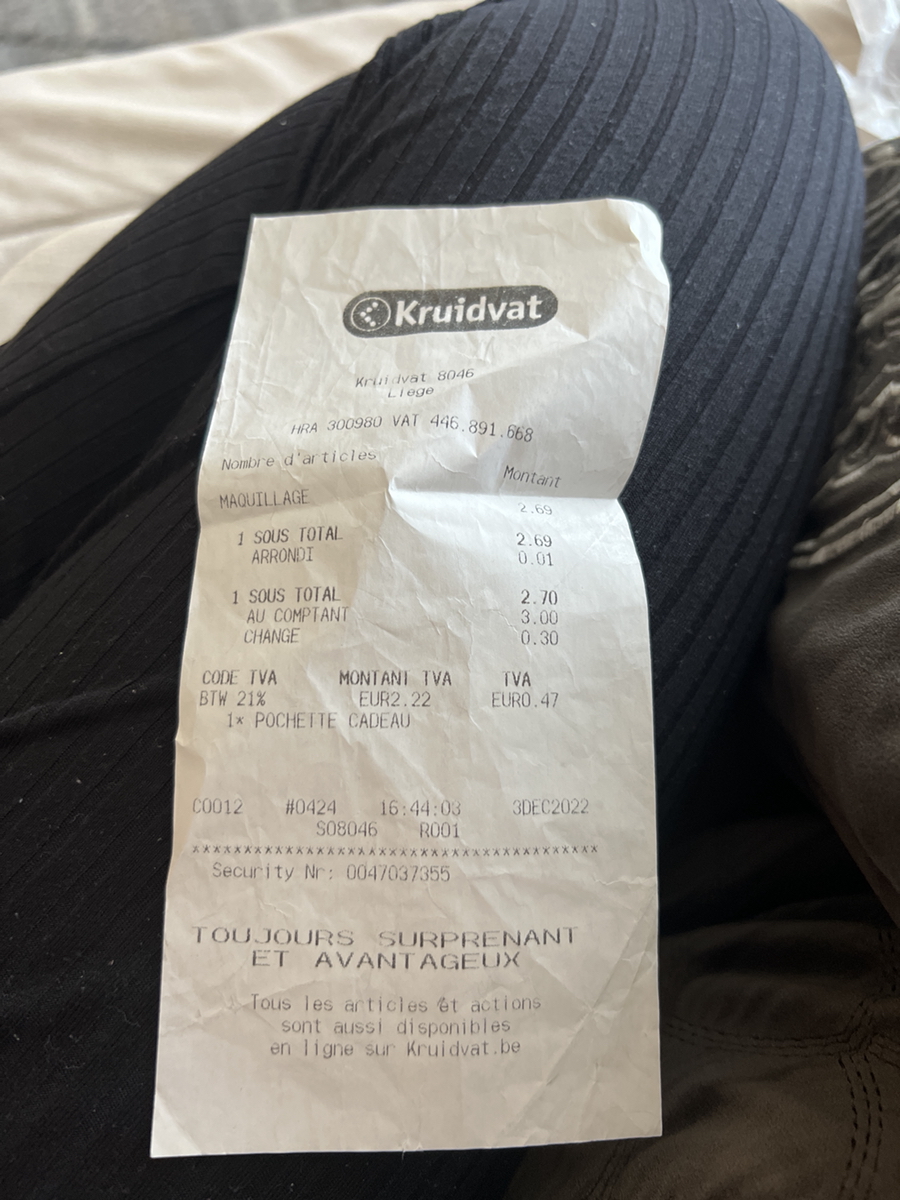 Kruidvat
Kruidvat 8046
Liege
HRA 300980 VAT 446.891.668
Nombre d'articles Montant
MAQUILLAGE 2.69
1 SOUS TOTAL 2.69
ARRONDI 0.01
1 SOUS TOTAL 2.70
AU COMPTANT 3.00
CHANGE 0.30
CODE TVA MONTANT TVA TVA
BTW 21% EUR2.22 EUR0.47
1* POCHETTE CADEAU
C0012 #0424 16:44:03 3DEC2022
S08046 R001
****************************************
Security Nr: 0047037355
TOUJOURS SURPRENANT
ET AVANTAGEUX
Tous les articles ét actions
sont aussi disponibles
en ligne sur Kruidvat.be